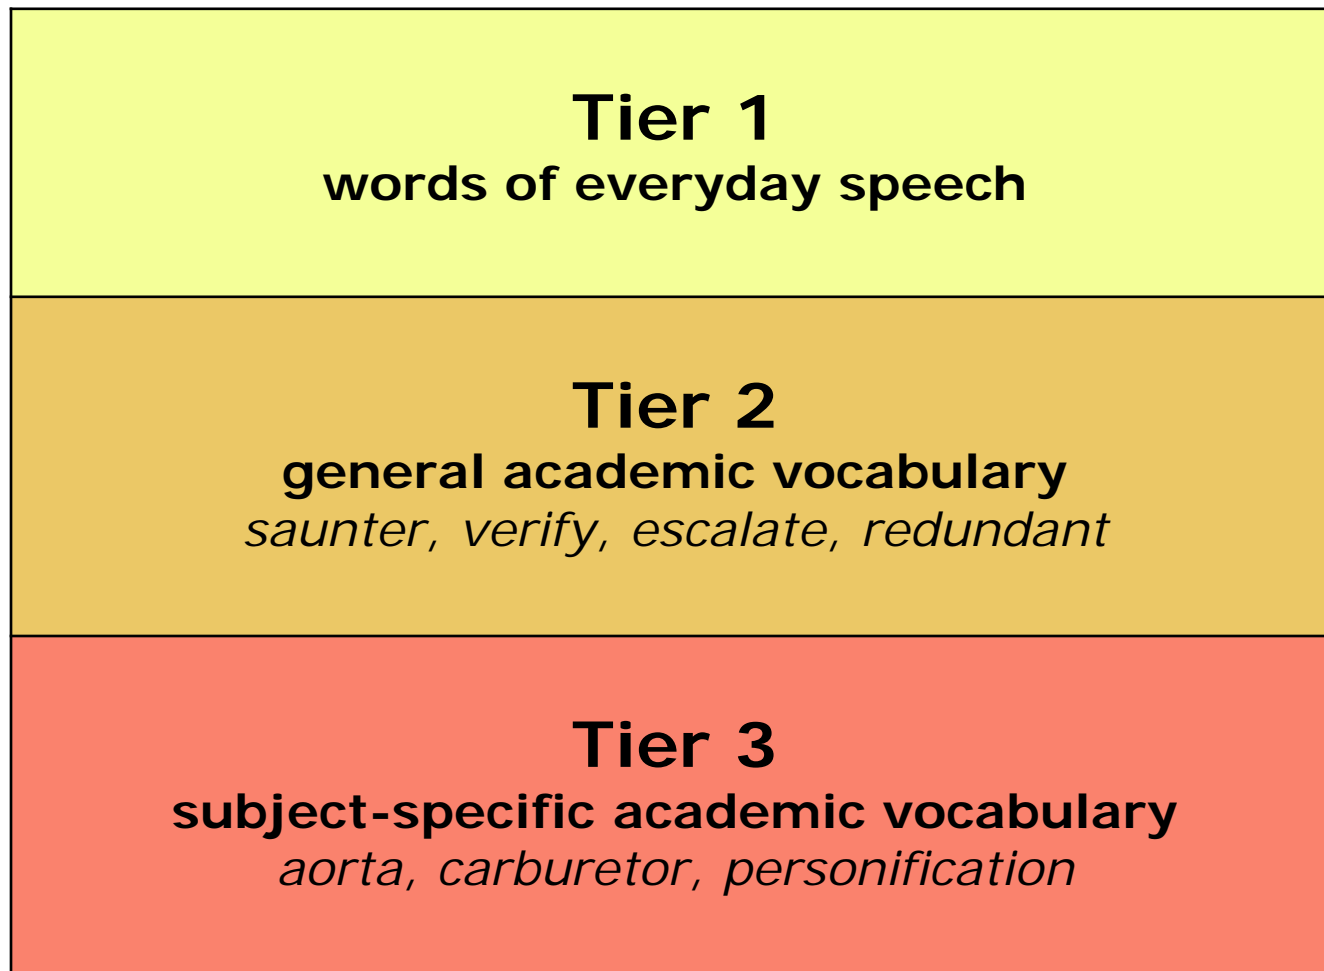 Tier 1
words of everyday speech
Tier 2
general academic vocabulary
saunter, verify, escalate, redundant
Tier 3
subject-specific academic vocabulary
aorta, carburetor, personification